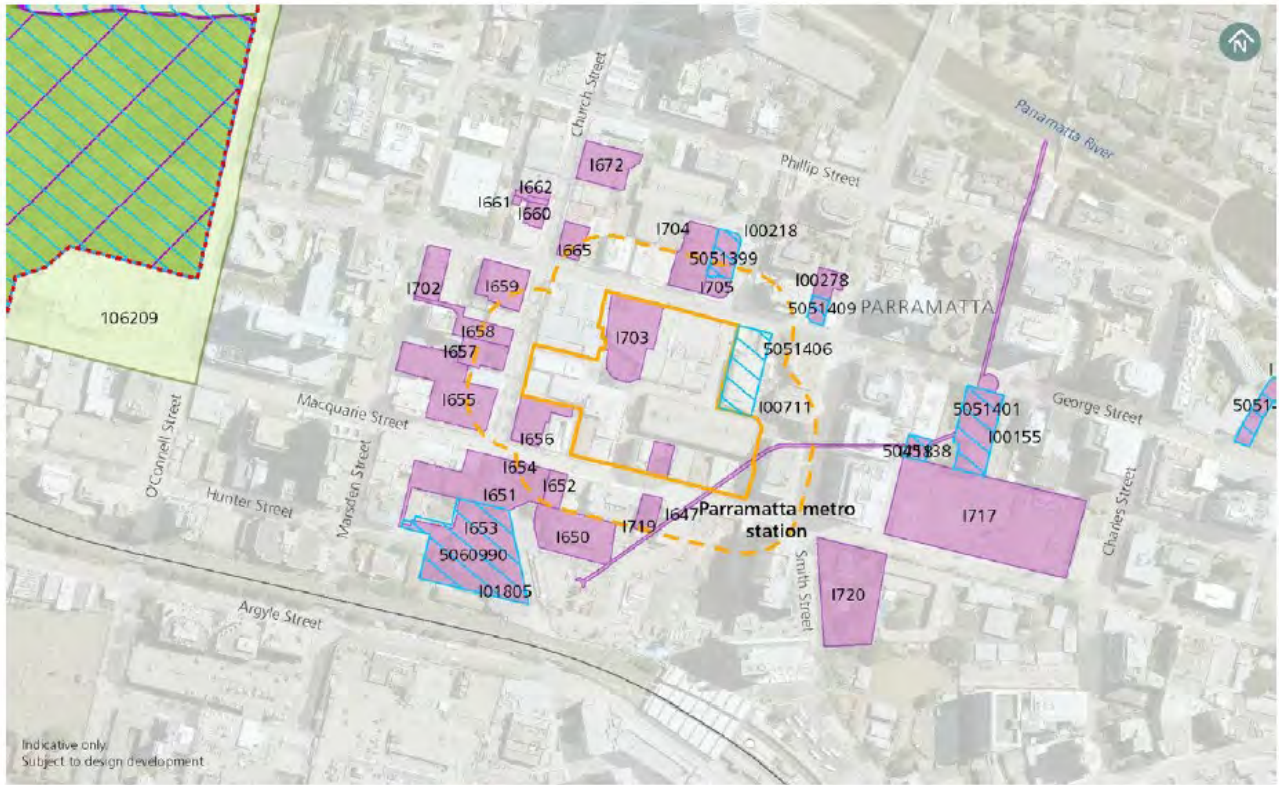 N
Church Street
Parramatta River
Phillip Street
I672
I662
I661
I660
I665
I704
I00218
5051399
I705
I00278
5051409
PARRAMATTA
I702
I659
I658
I657
I655
I703
5051406
I00711
106209
O'Connell Street
Macquarie Street
Marsden Street
Hunter Street
I656
I654
I652
I651
I653
5060990
I01805
I650
I719
I647
Parramatta metro
station
Smith Street
5051401
I00155
George Street
I717
Charles Street
I720
Argyle Street
Indicative only
Subject to design development